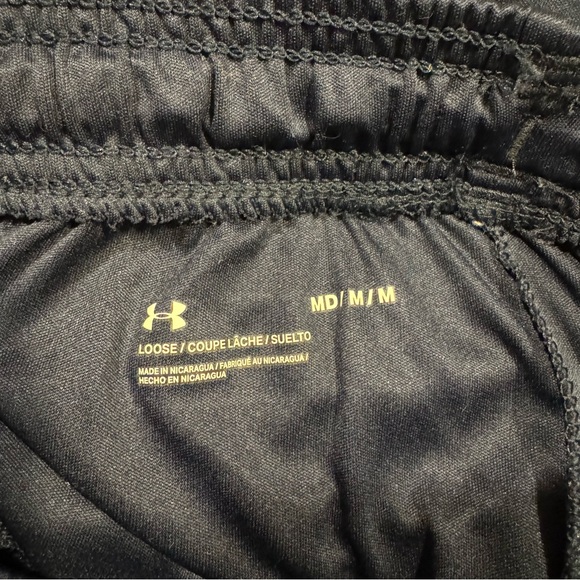 MD/M/M
LOOSE/COUPE LÂCHE/SUELTO
MADE IN NICARAGUA/FABRIQUÉ AU NICARAGUA/
HECHO EN NICARAGUA